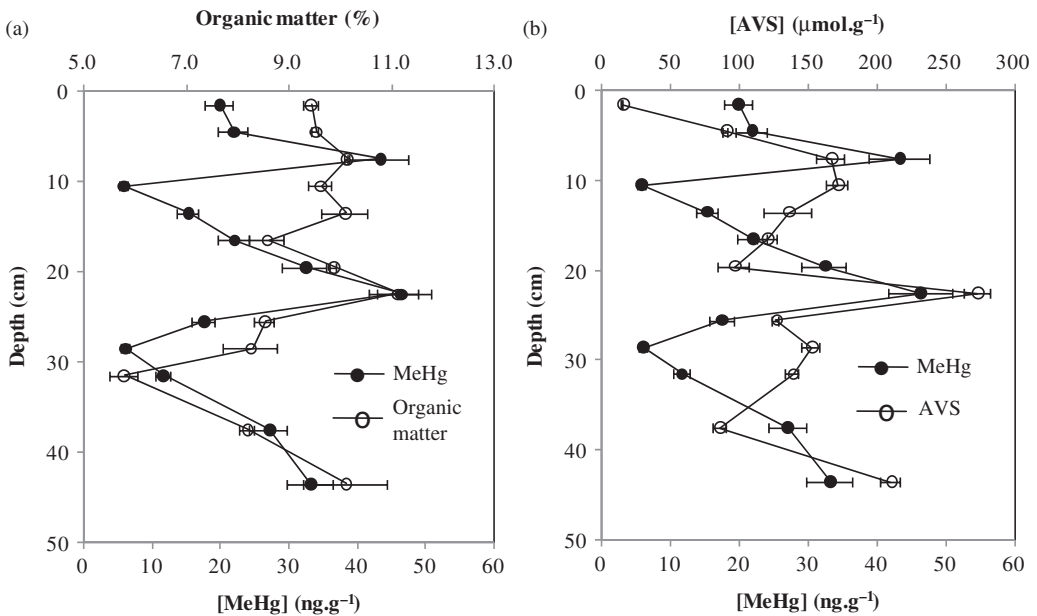 (a)
Organic matter (%)
5.0 7.0 9.0 11.0 13.0
0
10
20
30
40
50
Depth (cm)
MeHg
Organic
matter
0 10 20 30 40 50 60
[MeHg] (ng.g⁻¹)
(b)
[AVS] (µmol.g⁻¹)
0 50 100 150 200 250 300
0
10
20
30
40
50
Depth (cm)
MeHg
AVS
0 10 20 30 40 50 60
[MeHg] (ng.g⁻¹)